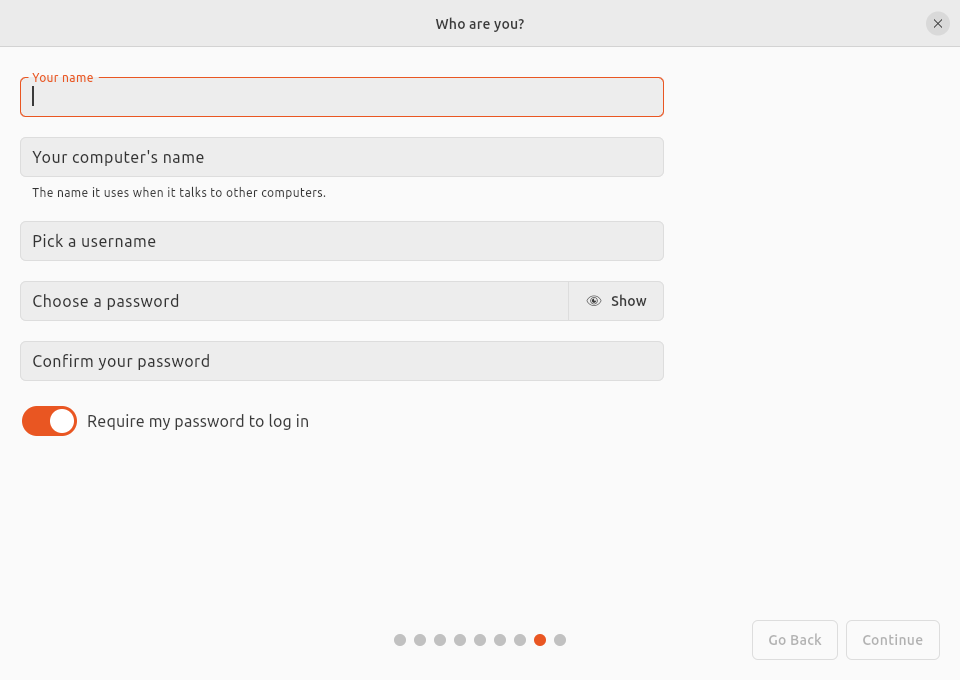 Who are you?
Your name
Your computer's name
The name it uses when it talks to other computers.
Pick a username
Choose a password
Show
Confirm your password
Require my password to log in
Go Back
Continue